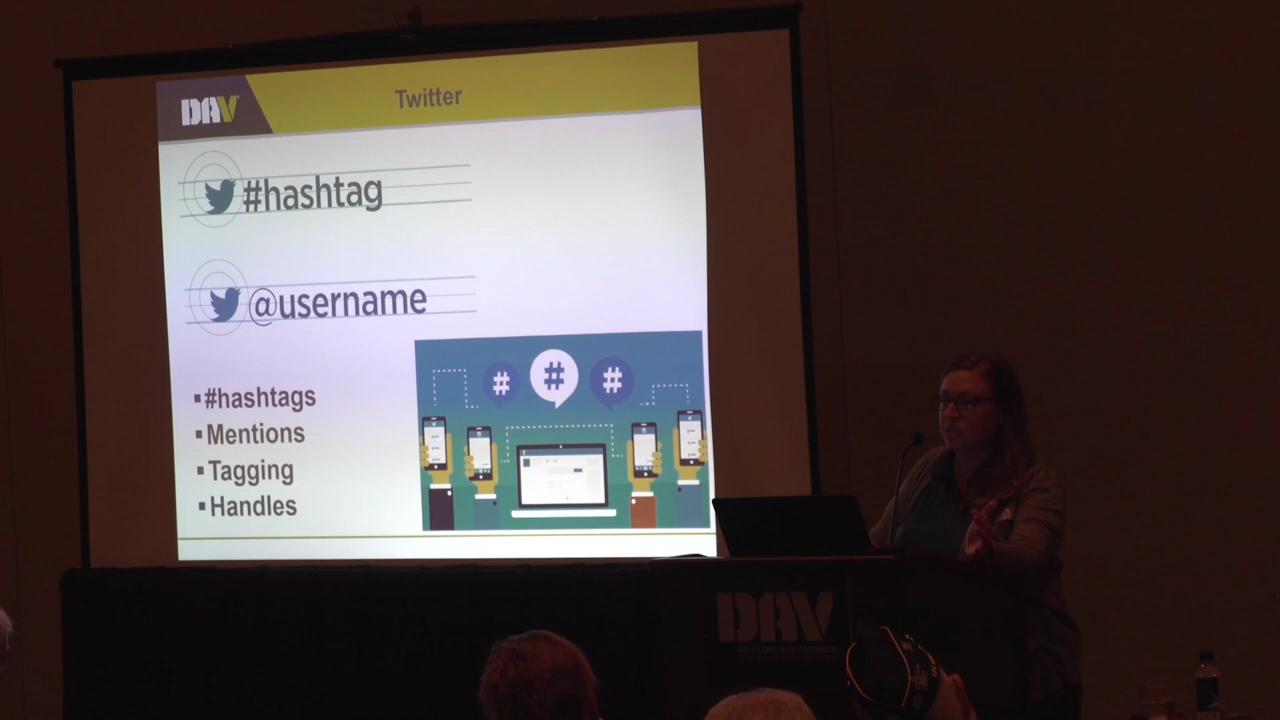 DAV
Twitter
#hashtag
@username
#hashtags
Mentions
Tagging
Handles
# # #
DAV